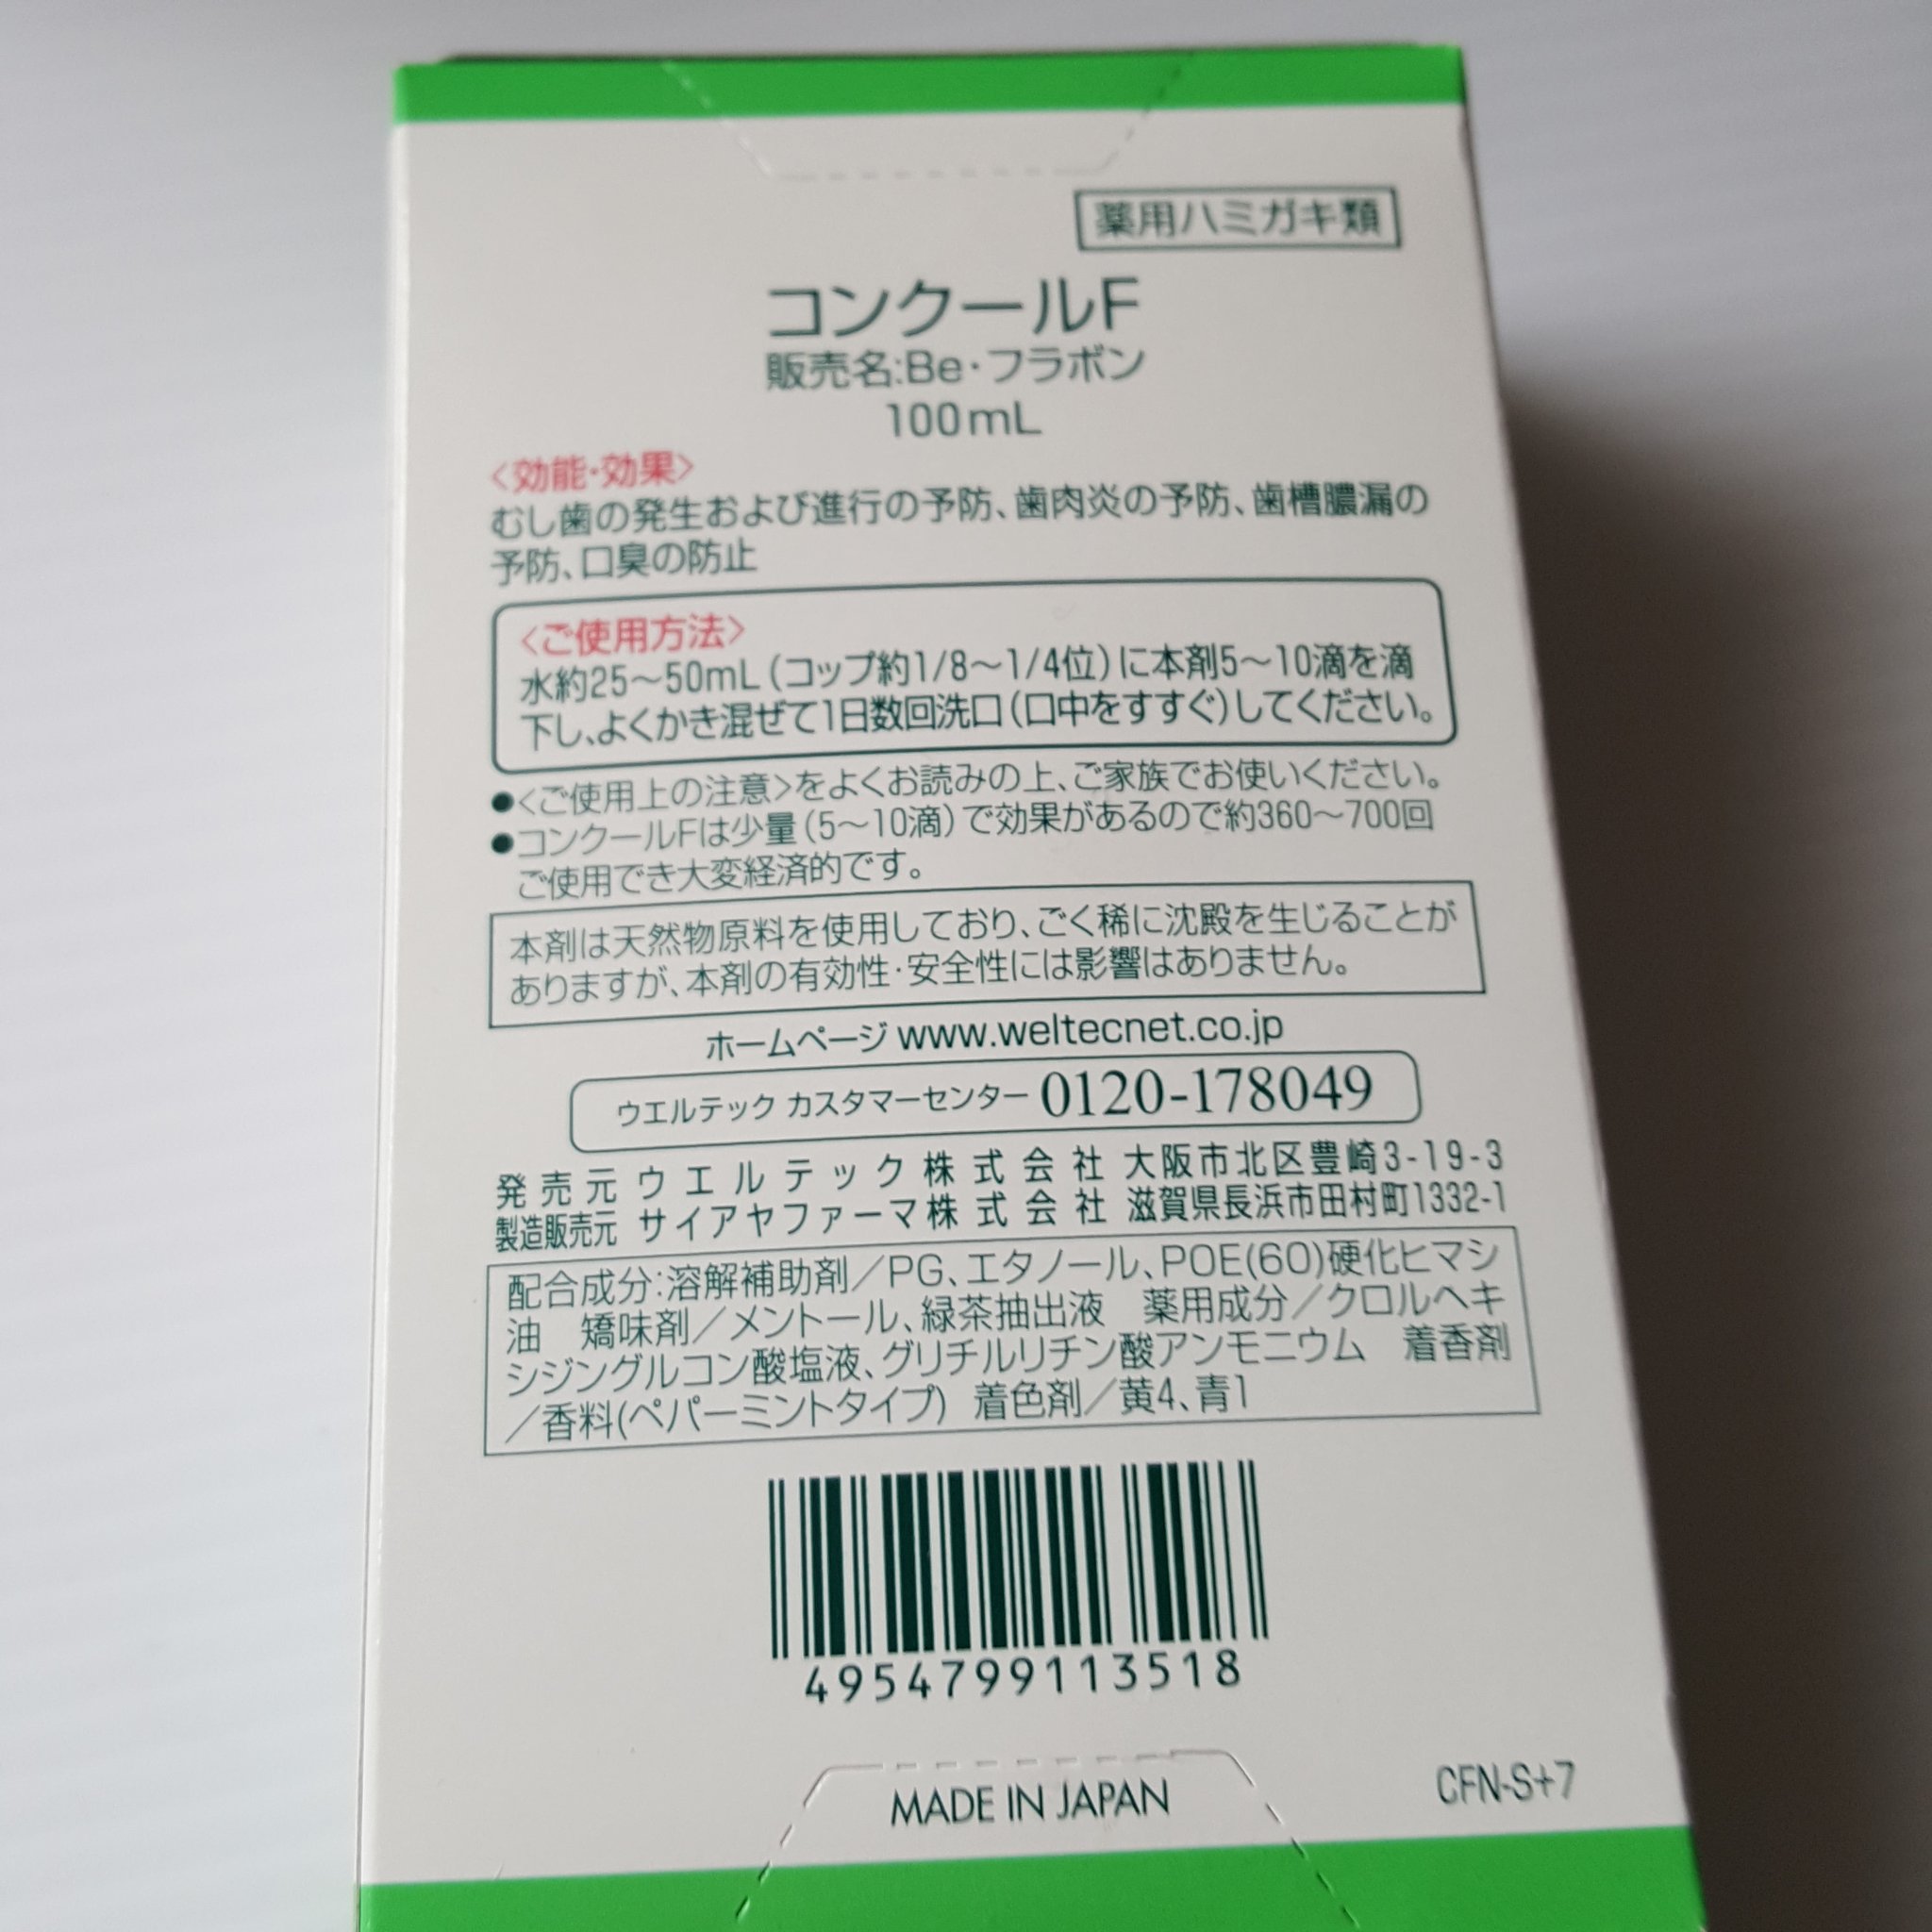 薬用ハミガキ類
コンクールF
販売名:Be・フラボン
100mL
〈効能・効果〉
むし歯の発生および進行の予防、歯肉炎の予防、歯槽膿漏の
予防、口臭の防止
〈ご使用方法〉
水約25〜50mL(コップ約1/8〜1/4位)に本剤5〜10滴を滴
下し、よくかき混ぜて1日数回洗口(口中をすすぐ)してください。
●〈ご使用上の注意〉をよくお読みの上、ご家族でお使いください。
●コンクールFは少量(5〜10滴)で効果があるので約360〜700回
ご使用でき大変経済的です。
本剤は天然物原料を使用しており、ごく稀に沈殿を生じることが
ありますが、本剤の有効性・安全性には影響はありません。
ホームページ www.weltecnet.co.jp
ウエルテック カスタマーセンター 0120-178049
発売元 ウエルテック株式会社 大阪市北区豊崎3-19-3
製造販売元 サイアヤファーマ株式会社 滋賀県長浜市田村町1332-1
配合成分:溶解補助剤/PG、エタノール、POE(60)硬化ヒマシ
油 矯味剤/メントール、緑茶抽出液 薬用成分/クロルヘキ
シジングルコン酸塩液、グリチルリチン酸アンモニウム 着香剤
/香料(ペパーミントタイプ) 着色剤/黄4、青1
4954799113518
MADE IN JAPAN
CFN-S+7